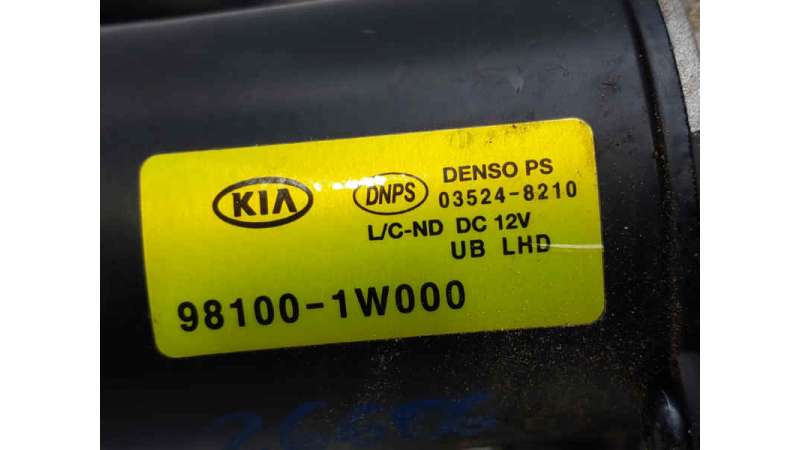 KIA
DNPS
DENSO PS
03524-8210
L/C-ND DC 12V
UB LHD
98100-1W000